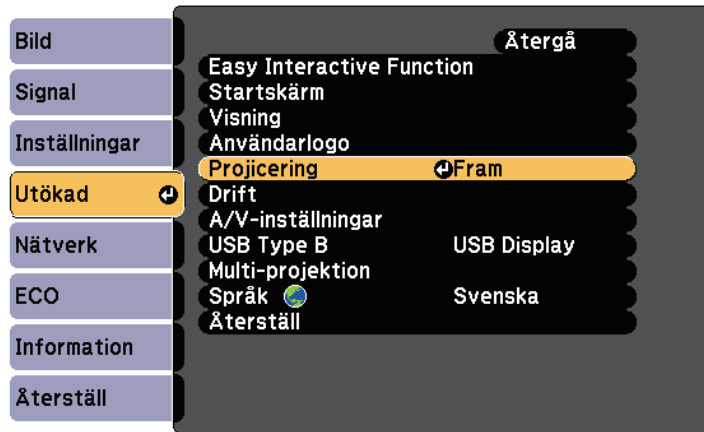 Bild
Signal
Inställningar
Utökad
Nätverk
ECO
Information
Återställ
Återgå
Easy Interactive Function
Startskärm
Visning
Användarlogo
Projicering Fram
Drift
A/V-inställningar
USB Type B USB Display
Multi-projektion
Språk Svenska
Återställ